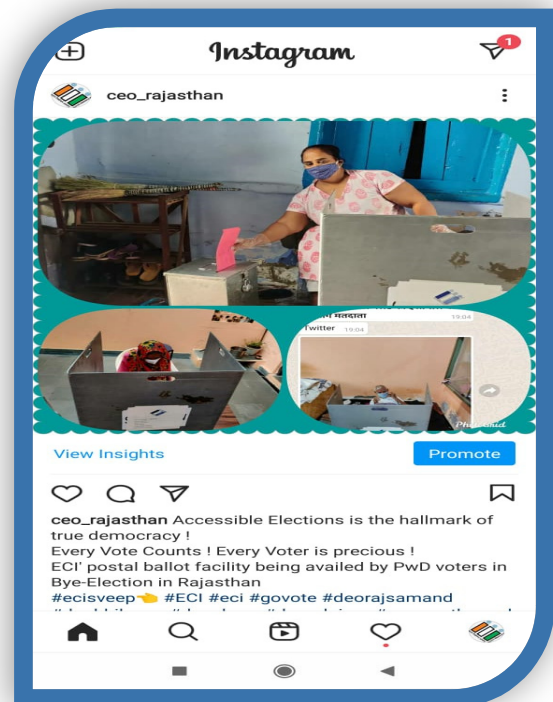 Instagram
1
ceo_rajasthan
मतदाता
19:04
Twitter 19:04
View Insights
Promote
ceo_rajasthan Accessible Elections is the hallmark of
true democracy !
Every Vote Counts ! Every Voter is precious !
ECI' postal ballot facility being availed by PwD voters in
Bye-Election in Rajasthan
#ecisveep👈 #ECI #eci #govote #deorajsamand